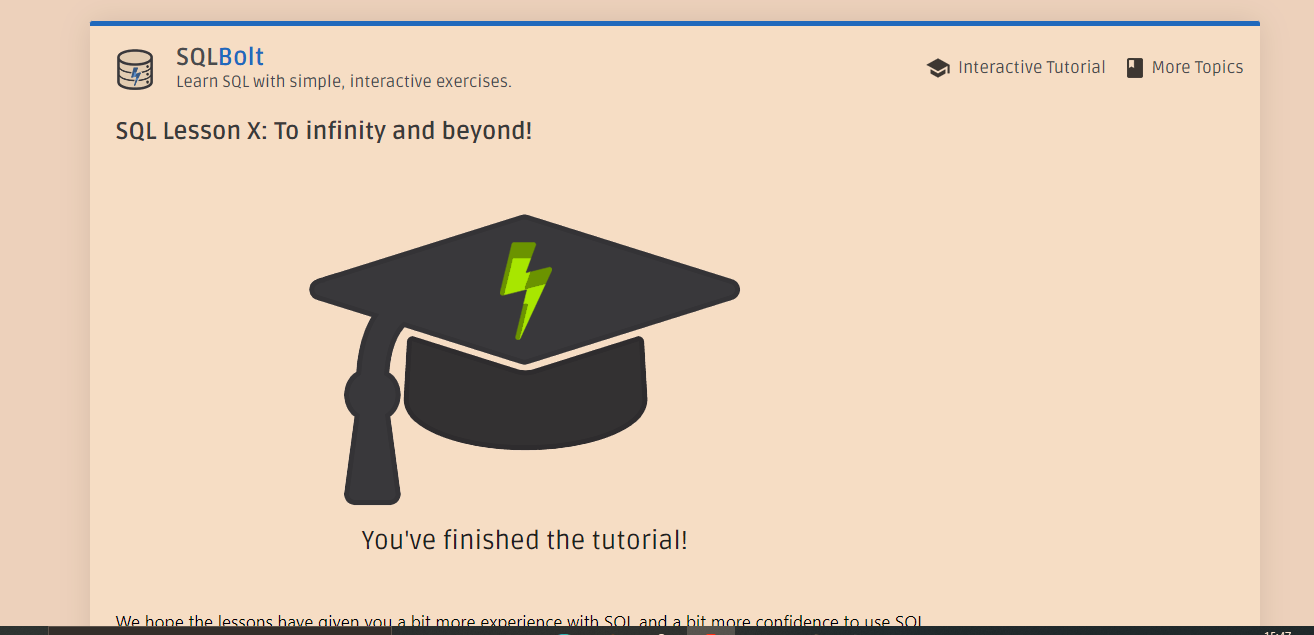 SQLBolt
Learn SQL with simple, interactive exercises.
Interactive Tutorial
More Topics
SQL Lesson X: To infinity and beyond!
You've finished the tutorial!
We hope the lessons have given you a bit more experience with SQL and a bit more confidence to use SQL